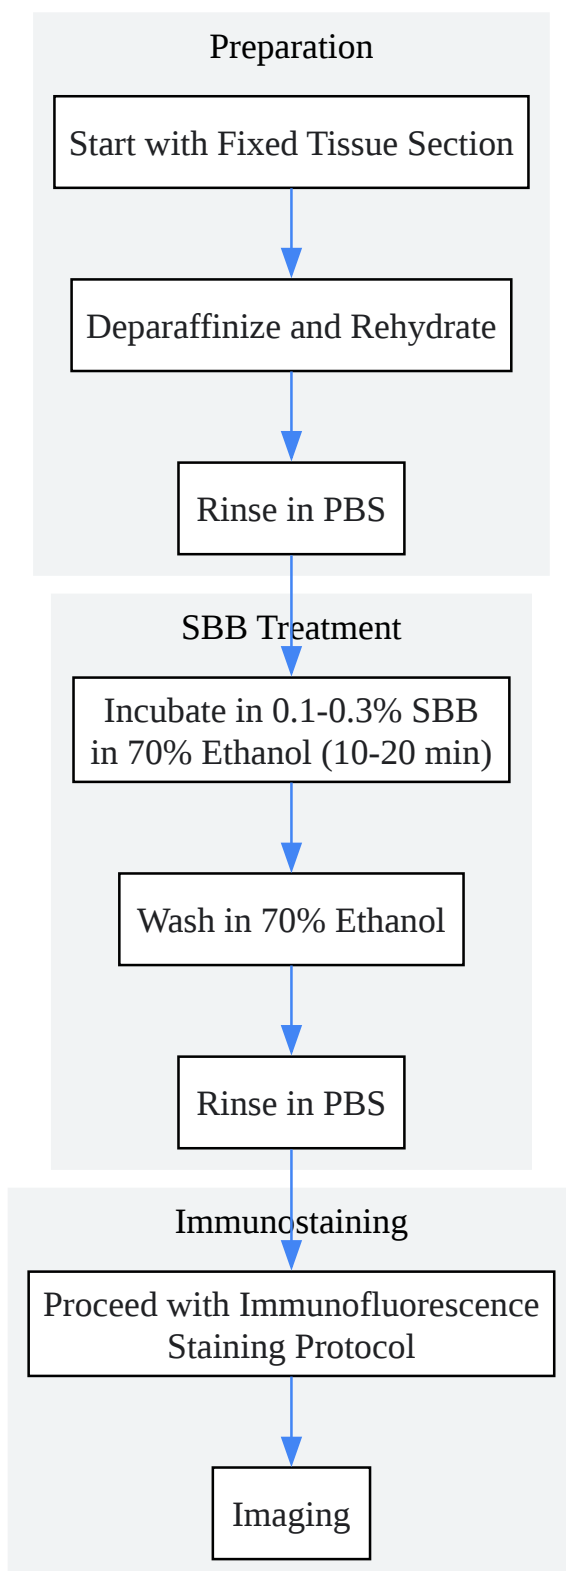 Preparation
Start with Fixed Tissue Section
Deparaffinize and Rehydrate
Rinse in PBS
SBB Treatment
Incubate in 0.1-0.3% SBB
in 70% Ethanol (10-20 min)
Wash in 70% Ethanol
Rinse in PBS
Immunostaining
Proceed with Immunofluorescence
Staining Protocol
Imaging